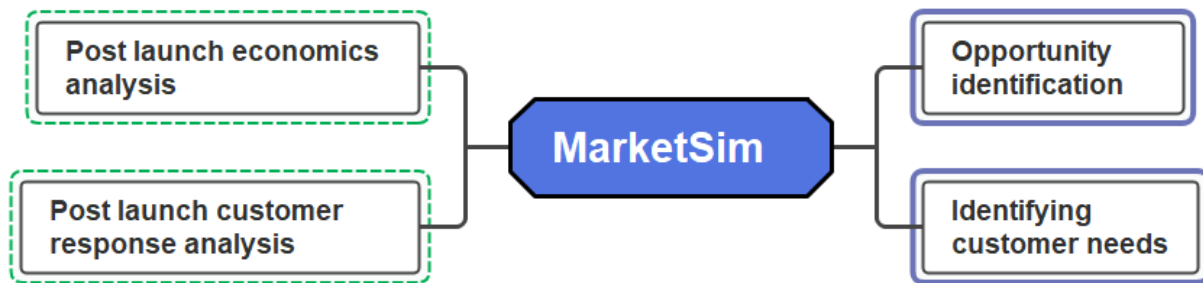 Post launch economics
analysis
Post launch customer
response analysis
MarketSim
Opportunity
identification
Identifying
customer needs